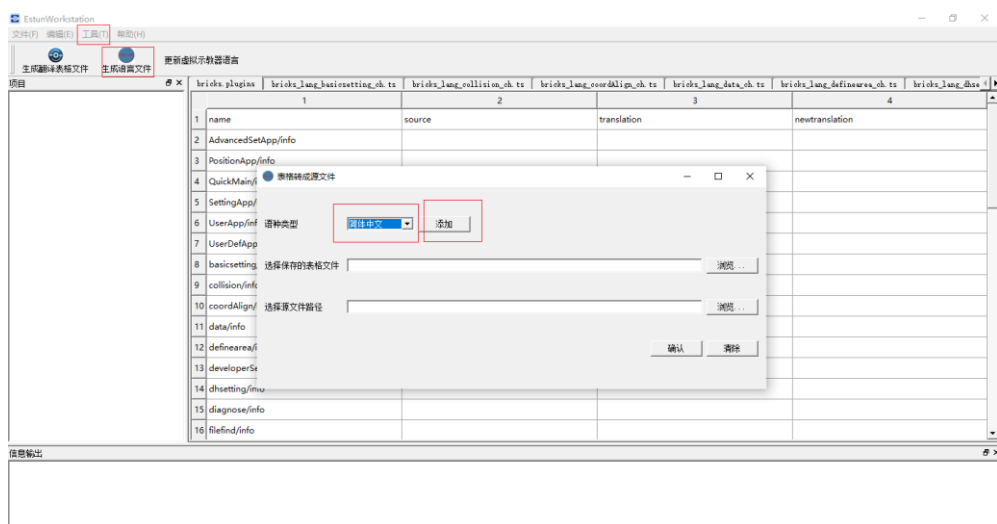 EstunWorkstation
文件(F) 编辑(E) 工具(T) 帮助(H)
生成翻译表格文件 生成语言文件 更新虚拟示教器语言
项目
bricks.plugins bricks_lang_basicsetting_ch.ts bricks_lang_collision_ch.ts bricks_lang_coordAlign_ch.ts bricks_lang_data_ch.ts bricks_lang_definearea_ch.ts bricks_lang_dhse
1 2 3 4
1 name source translation newtranslation
2 AdvancedSetApp/info
3 PositionApp/info
4 QuickMain/i
5 SettingApp/
6 UserApp/inf
7 UserDefApp
8 basicsetting
9 collision/info
10 coordAlign/
11 data/info
12 definearea/i
13 developerSe
14 dhsetting/info
15 diagnose/info
16 filefind/info
表格转成源文件
语种类型 简体中文 添加
选择保存的表格文件 浏览...
选择源文件路径 浏览...
确认 清除
信息输出